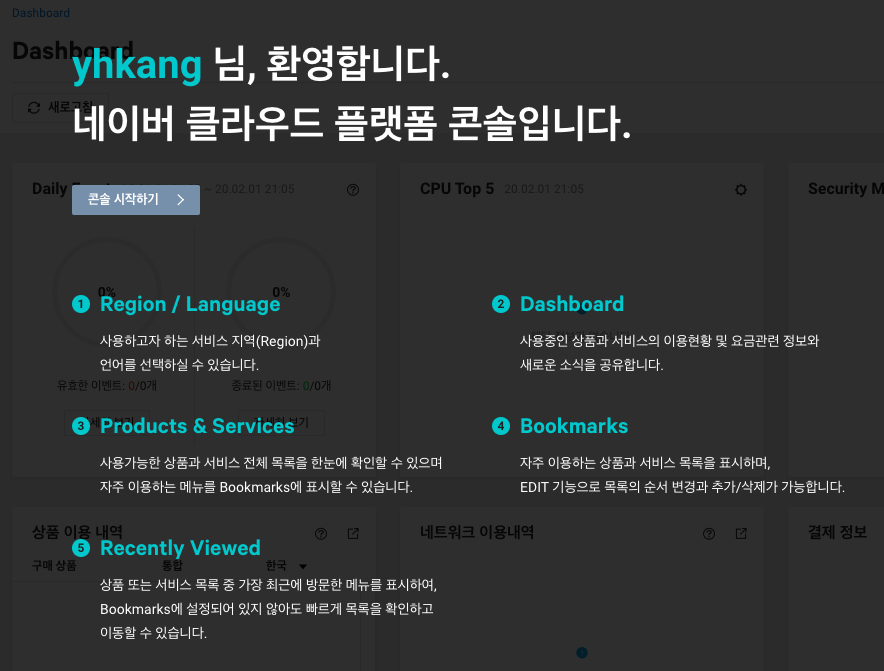 Dashboard
Dashboard
yhkang 님, 환영합니다.
새로고침
네이버 클라우드 플랫폼 콘솔입니다.
Daily Event ~ 20.02.01 21:05
CPU Top 5 20.02.01 21:05
Security M
콘솔 시작하기
0%
0%
1 Region / Language
사용하고자 하는 서비스 지역(Region)과
언어를 선택하실 수 있습니다.
2 Dashboard
사용중인 상품과 서비스의 이용현황 및 요금관련 정보와
새로운 소식을 공유합니다.
유효한 이벤트: 0/0개
종료된 이벤트: 0/0개
3 Products & Services
사용가능한 상품과 서비스 전체 목록을 한눈에 확인할 수 있으며
자주 이용하는 메뉴를 Bookmarks에 표시할 수 있습니다.
4 Bookmarks
자주 이용하는 상품과 서비스 목록을 표시하며,
EDIT 기능으로 목록의 순서 변경과 추가/삭제가 가능합니다.
상품 이용 내역
네트워크 이용내역
결제 정보
5 Recently Viewed
구매 상품 통합 한국
상품 또는 서비스 목록 중 가장 최근에 방문한 메뉴를 표시하여,
Bookmarks에 설정되어 있지 않아도 빠르게 목록을 확인하고
이동할 수 있습니다.